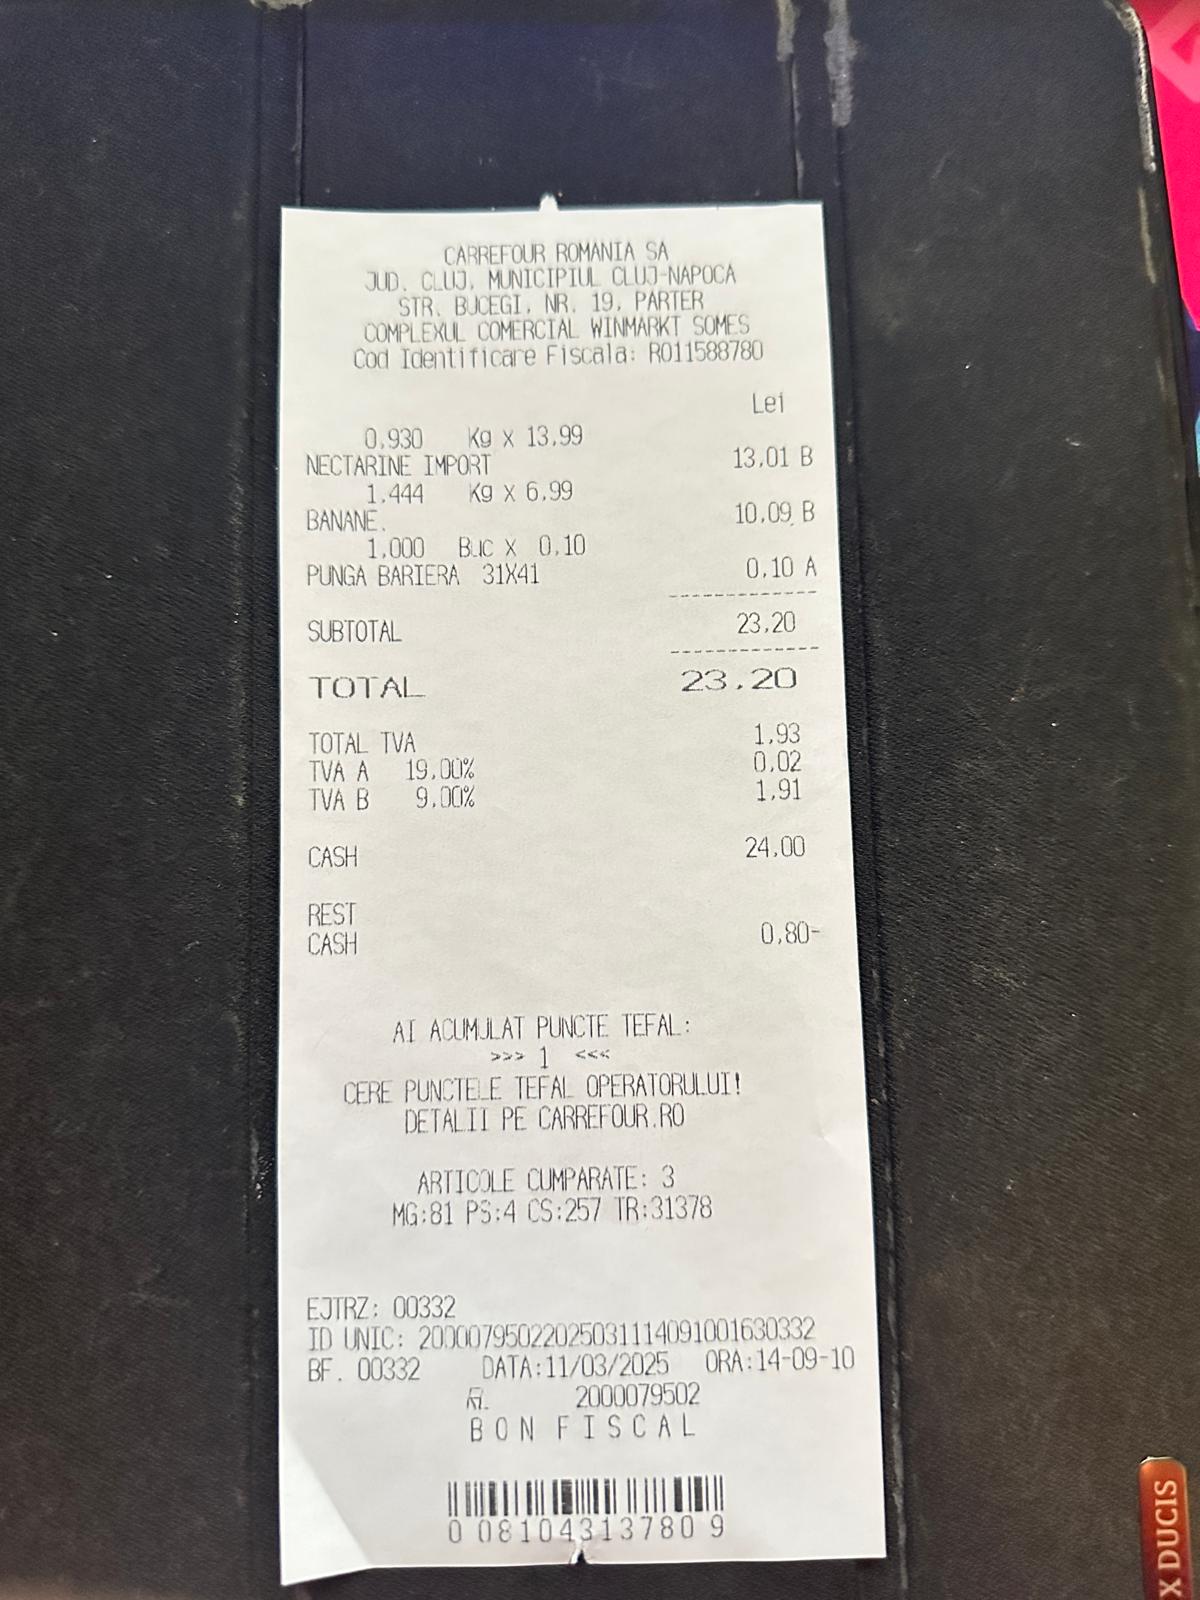 CARREFOUR ROMANIA SA
JUD. CLUJ, MUNICIPIUL CLUJ-NAPOCA
STR. BUCEGI, NR. 19, PARTER
COMPLEXUL COMERCIAL WINMARKT SOMES
Cod Identificare Fiscala: RO11588780
Lei
0,930 Kg x 13,99
NECTARINE IMPORT 13,01 B
1,444 Kg x 6,99
BANANE. 10,09 B
1,000 Buc x 0,10
PUNGA BARIERA 31X41 0,10 A
------------
SUBTOTAL 23,20
------------
TOTAL 23,20
TOTAL TVA 1,93
TVA A 19,00% 0,02
TVA B 9,00% 1,91
CASH 24,00
REST
CASH 0,80-
AI ACUMULAT PUNCTE TEFAL:
>>> 1 <<<
CERE PUNCTELE TEFAL OPERATORULUI!
DETALII PE CARREFOUR.RO
ARTICOLE CUMPARATE: 3
MG:81 PS:4 CS:257 TR:31378
EJTRZ: 00332
ID UNIC: 2000079502202503111409100163​0332
BF. 00332 DATA:11/03/2025 ORA:14-09-10
2000079502
BON FISCAL
0 08104313780 9
X DUCIS